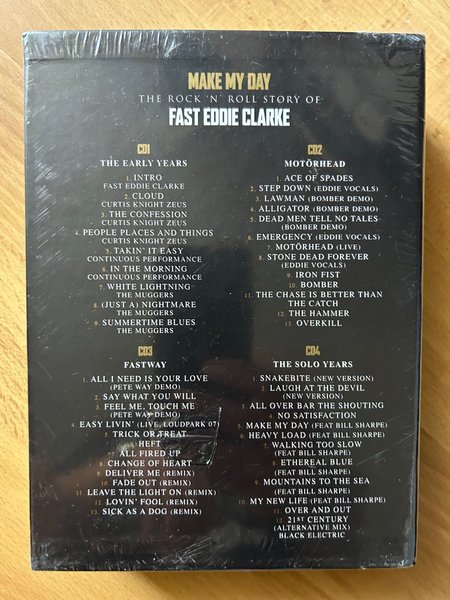 MAKE MY DAY
THE ROCK 'N' ROLL STORY OF
FAST EDDIE CLARKE
CD1
THE EARLY YEARS
1. INTRO
FAST EDDIE CLARKE
2. CLOUD
CURTIS KNIGHT ZEUS
3. THE CONFESSION
CURTIS KNIGHT ZEUS
4. PEOPLE PLACES AND THINGS
CURTIS KNIGHT ZEUS
5. TAKIN' IT EASY
CONTINUOUS PERFORMANCE
6. IN THE MORNING
CONTINUOUS PERFORMANCE
7. WHITE LIGHTNING
THE MUGGERS
8. (JUST A) NIGHTMARE
THE MUGGERS
9. SUMMERTIME BLUES
THE MUGGERS
CD2
MOTÖRHEAD
1. ACE OF SPADES
2. STEP DOWN (EDDIE VOCALS)
3. LAWMAN (BOMBER DEMO)
4. ALLIGATOR (BOMBER DEMO)
5. DEAD MEN TELL NO TALES
(BOMBER DEMO)
6. EMERGENCY (EDDIE VOCALS)
7. MOTÖRHEAD (LIVE)
8. STONE DEAD FOREVER
(EDDIE VOCALS)
9. IRON FIST
10. BOMBER
11. THE CHASE IS BETTER THAN
THE CATCH
12. THE HAMMER
13. OVERKILL
CD3
FASTWAY
1. ALL I NEED IS YOUR LOVE
(PETE WAY DEMO)
2. SAY WHAT YOU WILL
3. FEEL ME, TOUCH ME
(PETE WAY DEMO)
4. EASY LIVIN' (LIVE, LOUDPARK 07)
5. TRICK OR TREAT
6. HEFT
7. ALL FIRED UP
8. CHANGE OF HEART
9. DELIVER ME (REMIX)
10. FADE OUT (REMIX)
11. LEAVE THE LIGHT ON (REMIX)
12. LOVIN' FOOL (REMIX)
13. SICK AS A DOG (REMIX)
CD4
THE SOLO YEARS
1. SNAKEBITE (NEW VERSION)
2. LAUGH AT THE DEVIL
(NEW VERSION)
3. ALL OVER BAR THE SHOUTING
4. NO SATISFACTION
5. MAKE MY DAY (FEAT BILL SHARPE)
6. HEAVY LOAD (FEAT BILL SHARPE)
7. WALKING TOO SLOW
(FEAT BILL SHARPE)
8. ETHEREAL BLUE
(FEAT BILL SHARPE)
9. MOUNTAINS TO THE SEA
(FEAT BILL SHARPE)
10. MY NEW LIFE (FEAT BILL SHARPE)
11. OVER AND OUT
12. 21ST CENTURY
(ALTERNATIVE MIX)
BLACK ELECTRIC